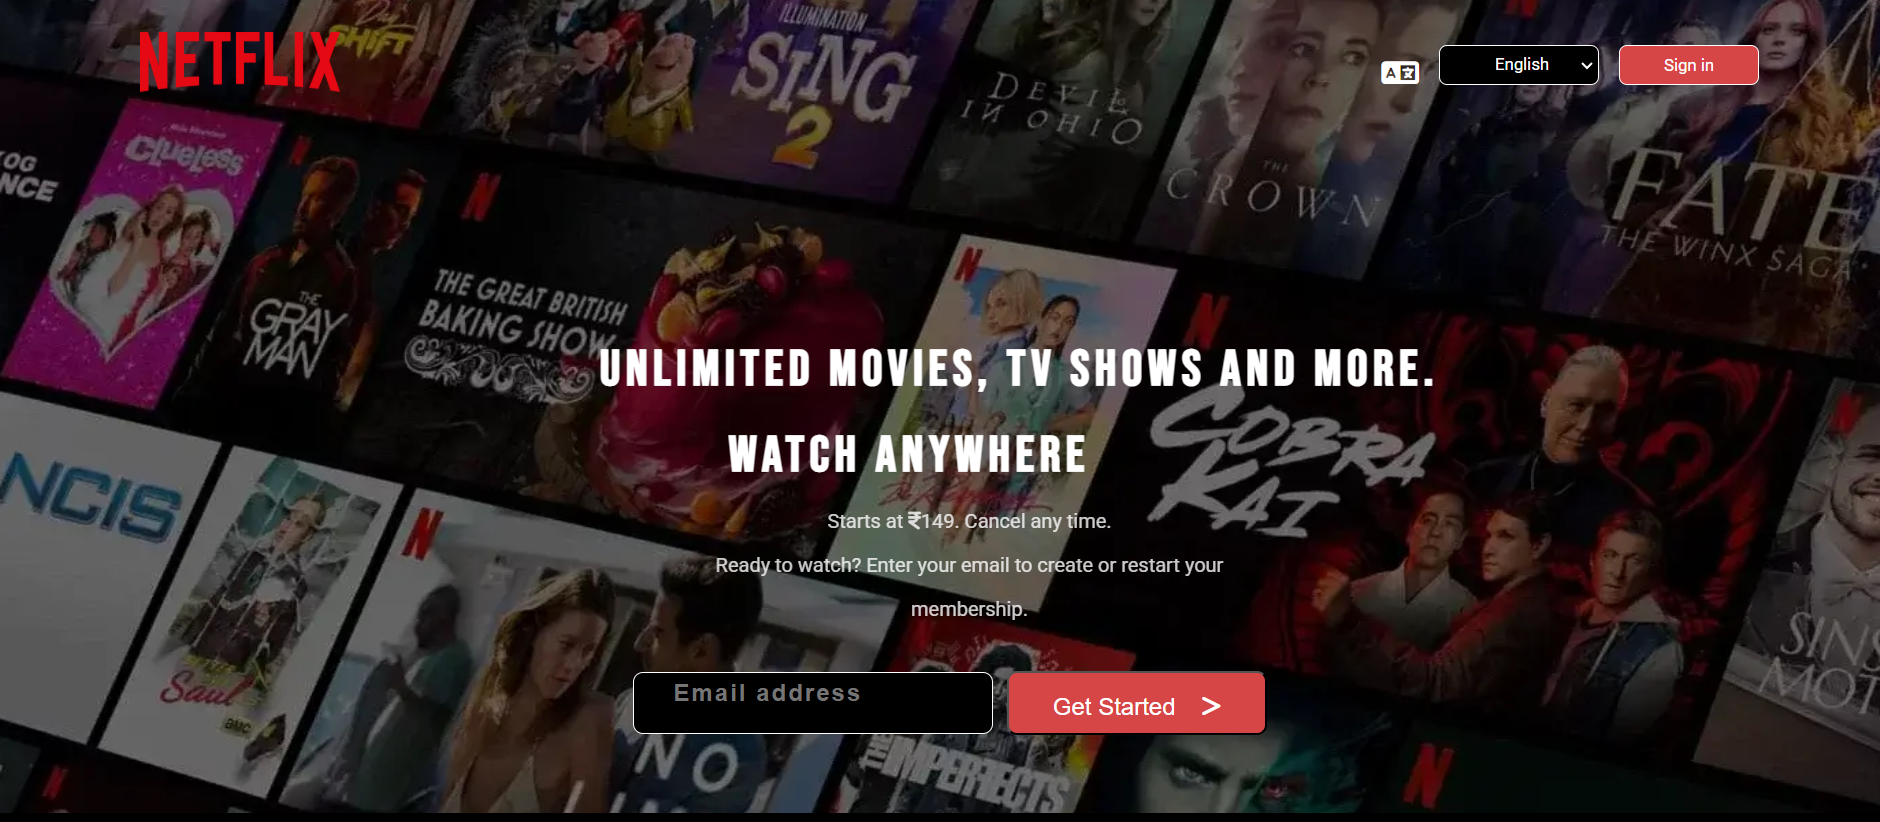 NETFLIX
English
Sign in
Day
SHIFT
ILLUMINATION
SING
2
DEVIL
IN OHIO
THE
CROWN
FATE
THE WINX SAGA
CLUELESS
THE
GRAY
MAN
N
THE GREAT BRITISH
BAKING SHOW
N
N
UNLIMITED MOVIES, TV SHOWS AND MORE.
WATCH ANYWHERE
COBRA
KAI
NCIS
Starts at ₹149. Cancel any time.
Ready to watch? Enter your email to create or restart your
membership.
N
Saul
AMC
Email address
Get Started >
NO
THE
IMPERFECTS
SINS
MOT
N
N